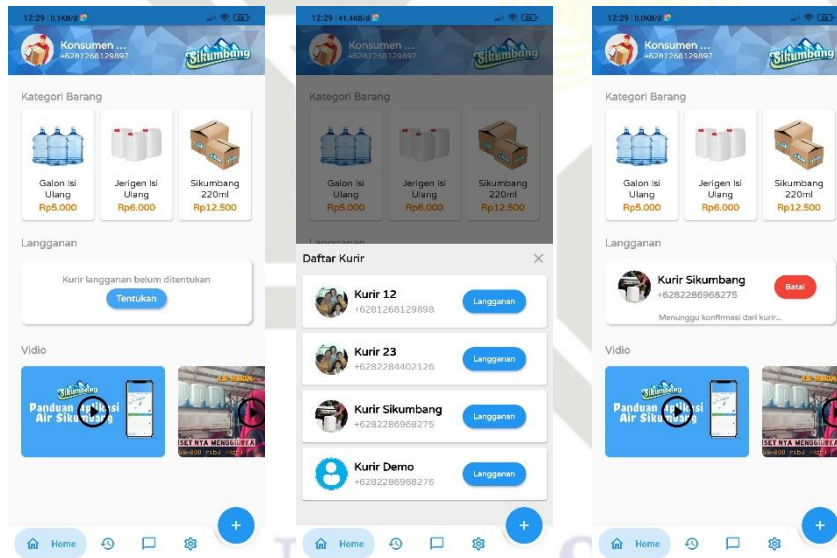 12:29 | 0,1KB/d
Konsumen ...
+6281268129897
Sikumbang
Kategori Barang
Galon Isi
Ulang
Rp5.000
Jerigen Isi
Ulang
Rp6.000
Sikumbang
220ml
Rp12.500
Langganan
Kurir langganan belum ditentukan
Tentukan
Vidio
Sikumbang
Panduan Aplikasi
Air Sikumbang
Home
12:29 | 41,4KB/d
Konsumen ...
+6281268129897
Sikumbang
Kategori Barang
Galon Isi
Ulang
Rp5.000
Jerigen Isi
Ulang
Rp6.000
Sikumbang
220ml
Rp12.500
Langganan
Daftar Kurir
Kurir 12
+6281268129898
Langganan
Kurir 23
+6282284402126
Langganan
Kurir Sikumbang
+6282286968275
Langganan
Kurir Demo
+6282286968276
Langganan
Home
12:29 | 0,0KB/d
Konsumen ...
+6281268129897
Sikumbang
Kategori Barang
Galon Isi
Ulang
Rp5.000
Jerigen Isi
Ulang
Rp6.000
Sikumbang
220ml
Rp12.500
Langganan
Kurir Sikumbang
+6282286968275
Batal
Menunggu konfirmasi dari kurir...
Vidio
Sikumbang
Panduan Aplikasi
Air Sikumbang
Home